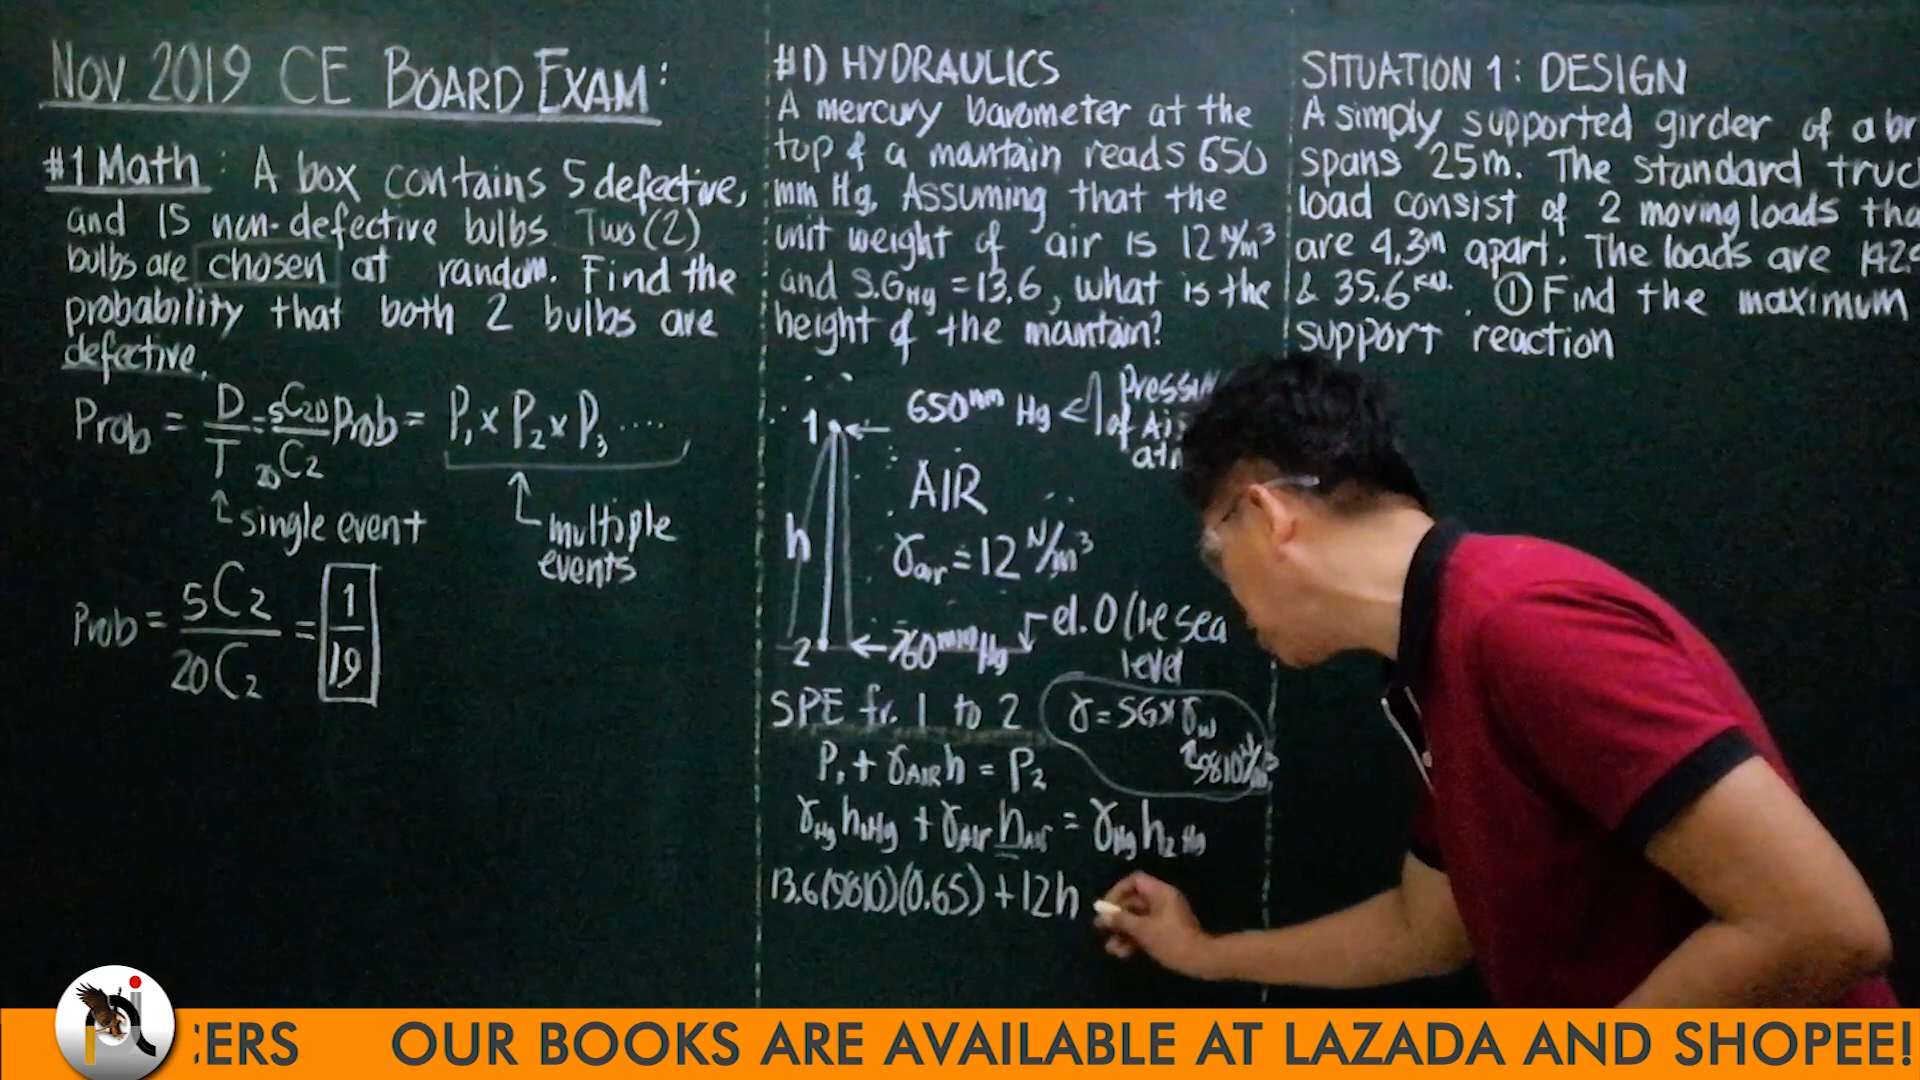 NOV. 2019 CE BOARD EXAM:
#1 Math: A box contains 5 defective,
and 15 non-defective bulbs Two (2)
bulbs are chosen at random. Find the
probability that both 2 bulbs are
defective.
Prob = D/T = 5C2D/20C2 Prob = P1 x P2 x P3 .....
single event
multiple
events
Prob = 5C2/20C2 = 1/19
#1) HYDRAULICS
A mercury barometer at the
top of a mountain reads 650
mm Hg. Assuming that the
unit weight of air is 12 N/m³
and S.G Hg = 13.6, what is the
height of the mountain?
1 650mm Hg
of
AIR
h
γair = 12 N/m³
el. 0 (i.e sea
level
2 760mmHg
SPE fr. 1 to 2
γ = SG x γw
9810 N/m³
P1 + γAIR h = P2
γHg h1Hg + γAIR hAIR = γHg h2 Hg
13.6(9810)(0.65) + 12h
SITUATION 1: DESIGN
A simply supported girder of a
spans 25m. The standard
load consist of 2 moving loads
are 4.3m apart. The loads are
& 35.6 KN. ① Find the maximum
support reaction
OUR BOOKS ARE AVAILABLE AT LAZADA AND SHOPEE!